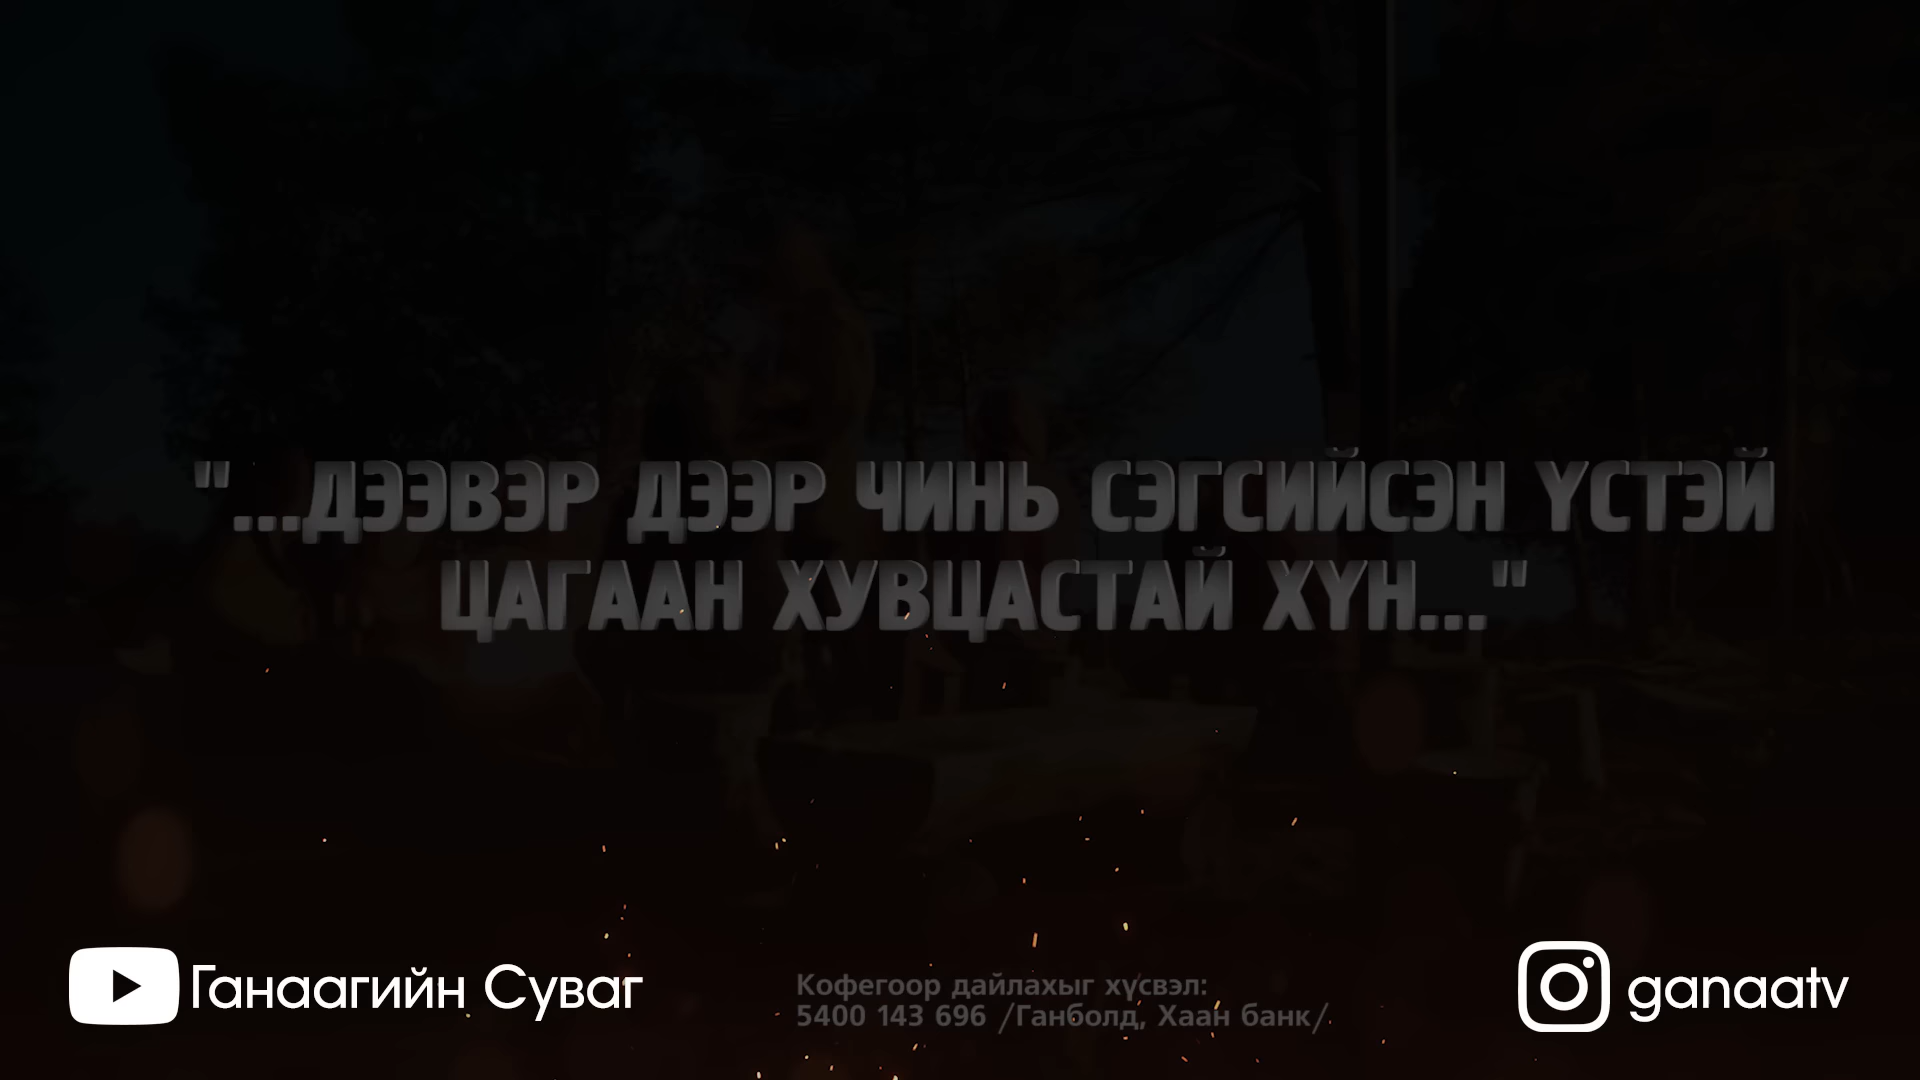 "...ДЭЭВЭР ДЭЭР ЧИНЬ СЭГСИЙСЭН ҮСТЭЙ
ЦАГААН ХУВЦАСТАЙ ХҮН..."
Ганаагийн Суваг
Кофегоор дайлахыг хүсвэл:
5400 143 696 /Ганболд, Хаан банк/
ganaatv